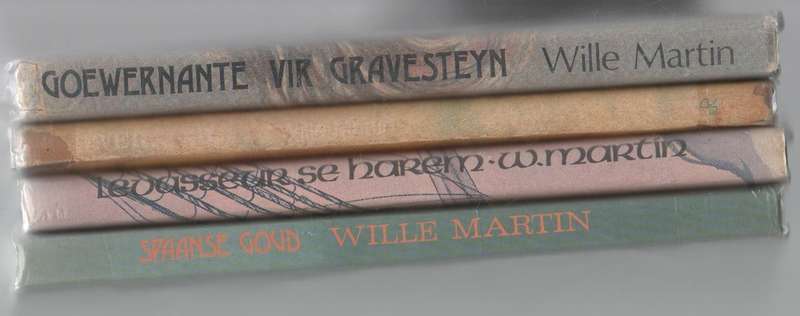 GOEWERNANTE VIR GRAVESTEYN Wille Martin
Levasseur se harem · W. Martin
SPAANSE GOUD WILLE MARTIN